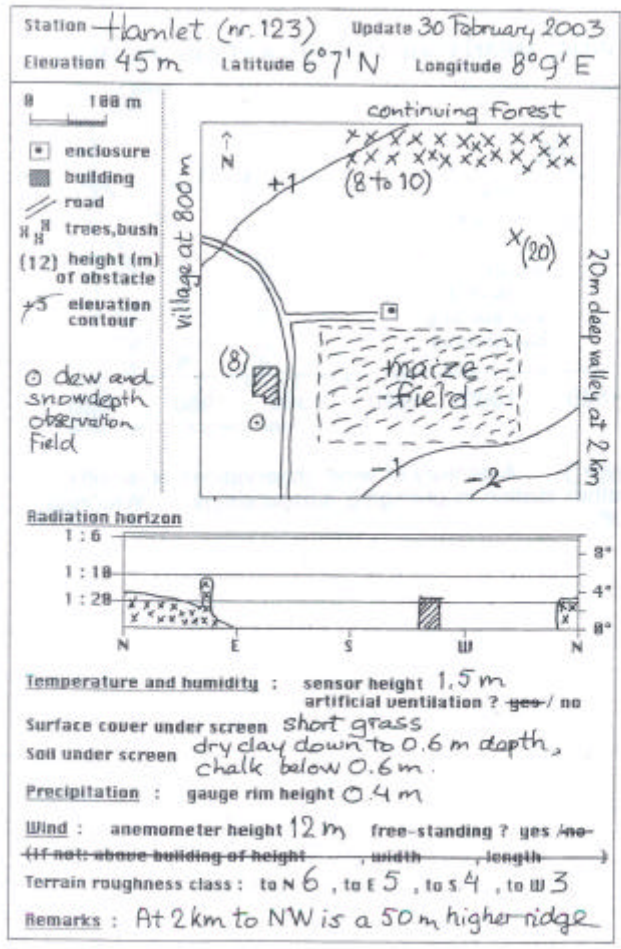 Station Hamlet (nr. 123) Update 30 February 2003
Elevation 45 m Latitude 6°7' N Longitude 8°9' E
0 100 m
enclosure
building
road
trees, bush
(12) height (m)
of obstacle
+3 elevation
contour
dew and
snowdepth
observation
Field
continuing Forest
village at 800 m
N
+1
(8 to 10)
(20)
(8)
maize
field
-1
-2
20m deep valley at 2 km
Radiation horizon
1 : 6
1 : 10
1 : 20
8°
4°
0°
N E S W N
Temperature and humidity : sensor height 1.5 m
artificial ventilation ? yes / no
Surface cover under screen short grass
Soil under screen dry clay down to 0.6 m depth,
chalk below 0.6 m.
Precipitation : gauge rim height 0.4 m
Wind : anemometer height 12 m free-standing ? yes / no
(if not: above building of height , width , length )
Terrain roughness class : to N 6 , to E 5 , to S 4 , to W 3
Remarks : At 2 km to NW is a 50 m higher ridge